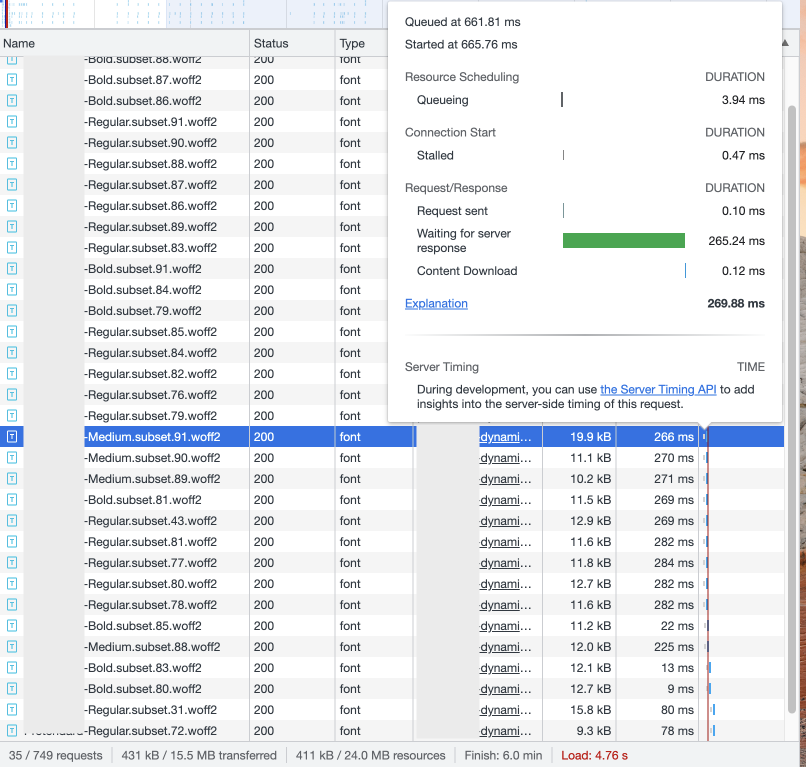 Queued at 661.81 ms
Started at 665.76 ms
Resource Scheduling DURATION
Queueing 3.94 ms
Connection Start DURATION
Stalled 0.47 ms
Request/Response DURATION
Request sent 0.10 ms
Waiting for server
response 265.24 ms
Content Download 0.12 ms
Explanation 269.88 ms
Server Timing TIME
During development, you can use the Server Timing API to add
insights into the server-side timing of this request.
Name Status Type
-Bold.subset.88.woff2 200 font
-Bold.subset.87.woff2 200 font
-Bold.subset.86.woff2 200 font
-Regular.subset.91.woff2 200 font
-Regular.subset.90.woff2 200 font
-Regular.subset.88.woff2 200 font
-Regular.subset.87.woff2 200 font
-Regular.subset.86.woff2 200 font
-Regular.subset.89.woff2 200 font
-Regular.subset.83.woff2 200 font
-Bold.subset.91.woff2 200 font
-Bold.subset.84.woff2 200 font
-Bold.subset.79.woff2 200 font
-Regular.subset.85.woff2 200 font
-Regular.subset.84.woff2 200 font
-Regular.subset.82.woff2 200 font
-Regular.subset.76.woff2 200 font
-Regular.subset.79.woff2 200 font
-Medium.subset.91.woff2 200 font -dynami... 19.9 kB 266 ms
-Medium.subset.90.woff2 200 font -dynami... 11.1 kB 270 ms
-Medium.subset.89.woff2 200 font -dynami... 10.2 kB 271 ms
-Bold.subset.81.woff2 200 font -dynami... 11.5 kB 269 ms
-Regular.subset.43.woff2 200 font -dynami... 12.9 kB 269 ms
-Regular.subset.81.woff2 200 font -dynami... 11.6 kB 282 ms
-Regular.subset.77.woff2 200 font -dynami... 11.8 kB 284 ms
-Regular.subset.80.woff2 200 font -dynami... 12.7 kB 282 ms
-Regular.subset.78.woff2 200 font -dynami... 11.6 kB 282 ms
-Bold.subset.85.woff2 200 font -dynami... 11.2 kB 22 ms
-Medium.subset.88.woff2 200 font -dynami... 12.0 kB 225 ms
-Bold.subset.83.woff2 200 font -dynami... 12.1 kB 13 ms
-Bold.subset.80.woff2 200 font -dynami... 12.7 kB 9 ms
-Regular.subset.31.woff2 200 font -dynami... 15.8 kB 80 ms
-Regular.subset.72.woff2 200 font -dynami... 9.3 kB 78 ms
35 / 749 requests 431 kB / 15.5 MB transferred 411 kB / 24.0 MB resources Finish: 6.0 min Load: 4.76 s